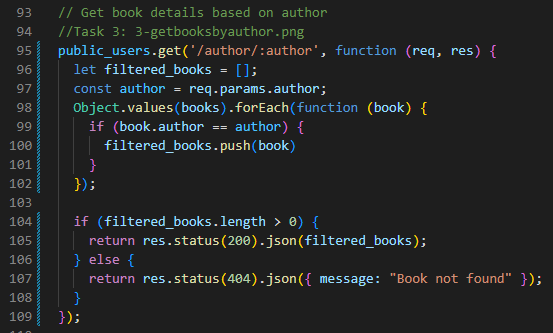 93 // Get book details based on author
94 //Task 3: 3-getbooksbyauthor.png
95 public_users.get('/author/:author', function (req, res) {
96   let filtered_books = [];
97   const author = req.params.author;
98   Object.values(books).forEach(function (book) {
99     if (book.author == author) {
100       filtered_books.push(book)
101     }
102   });
103
104   if (filtered_books.length > 0) {
105     return res.status(200).json(filtered_books);
106   } else {
107     return res.status(404).json({ message: "Book not found" });
108   }
109 });